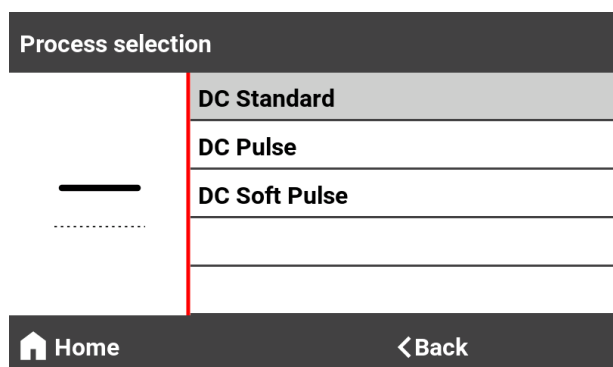 Process selection
DC Standard
DC Pulse
DC Soft Pulse
Home
Back